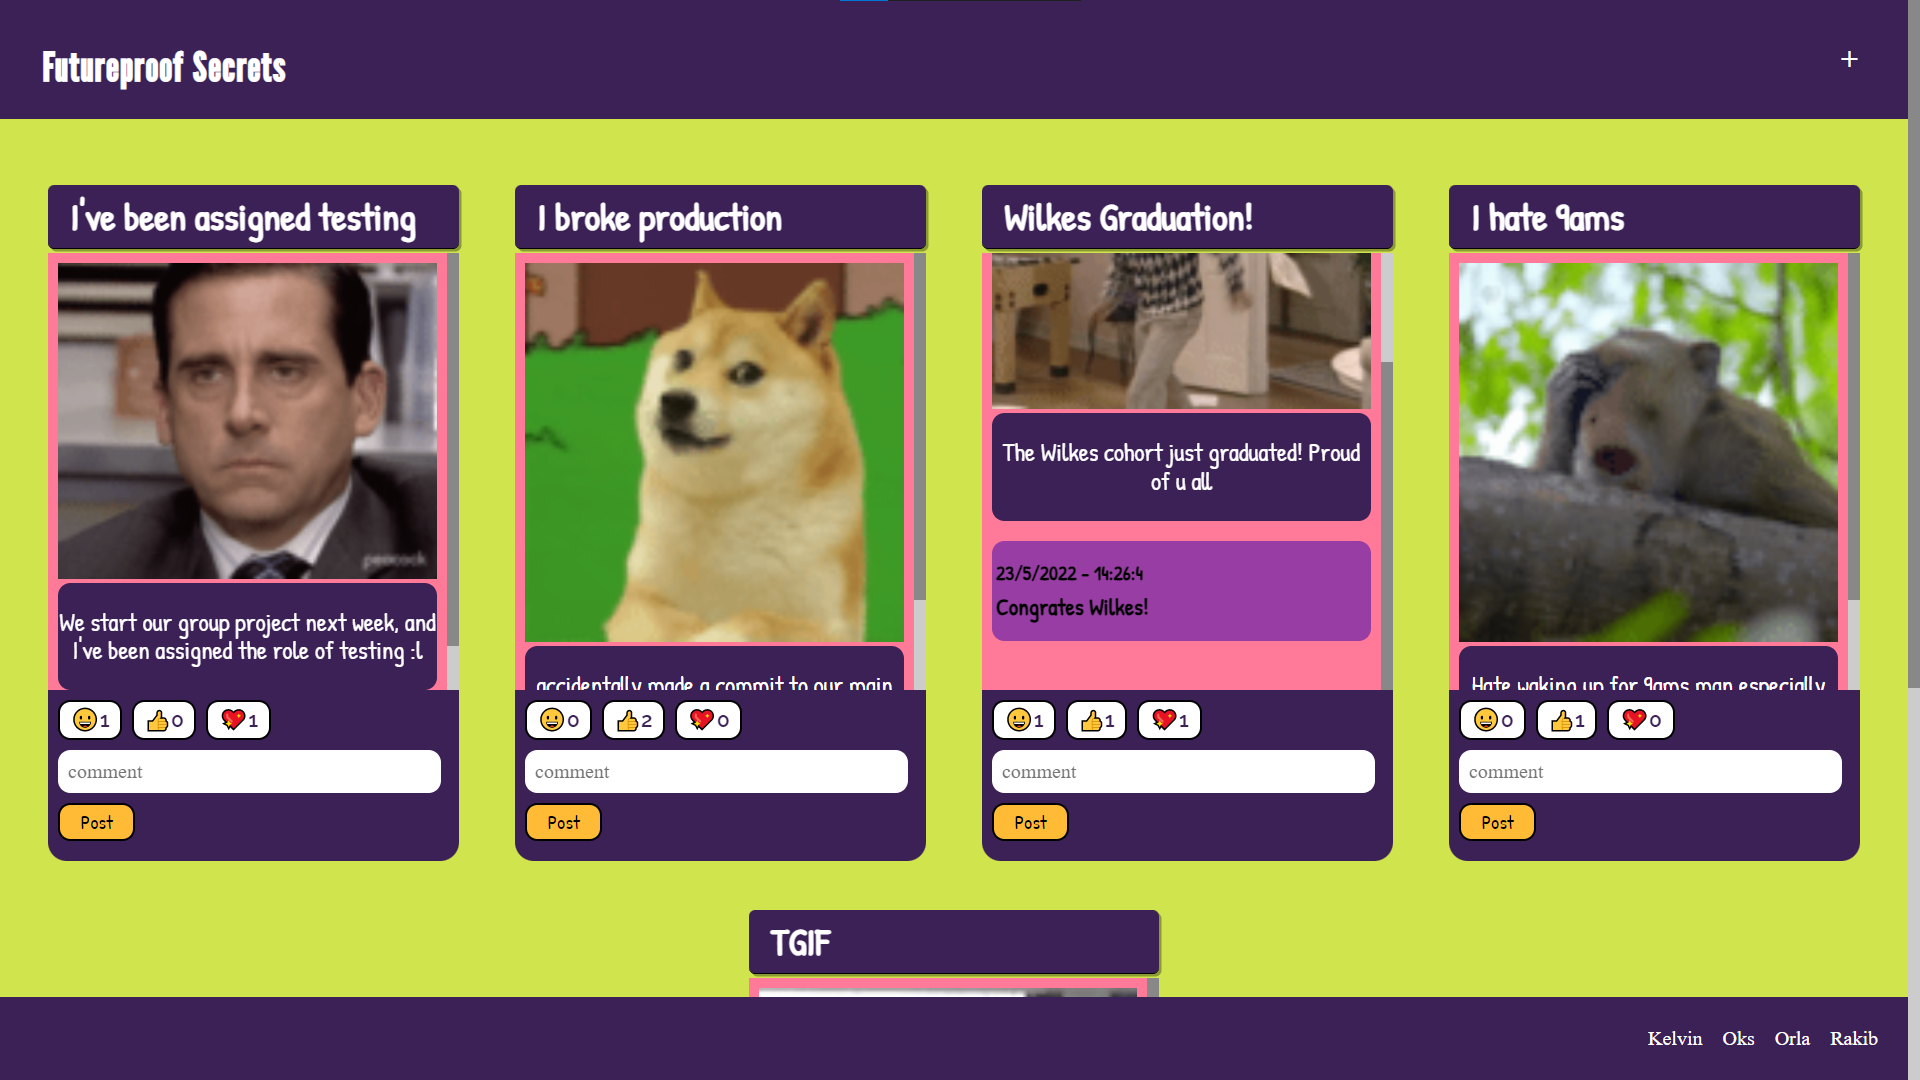 Futureproof Secrets
+
I've been assigned testing
peacock
We start our group project next week, and
I've been assigned the role of testing :l
1 0 1
comment
Post
I broke production
accidentally made a commit to our main
0 2 0
comment
Post
Wilkes Graduation!
The Wilkes cohort just graduated! Proud
of u all
23/5/2022 - 14:26:4
Congrates Wilkes!
1 1 1
comment
Post
I hate 9ams
Hate waking up for 9ams man especially
0 1 0
comment
Post
TGIF
Kelvin Oks Orla Rakib